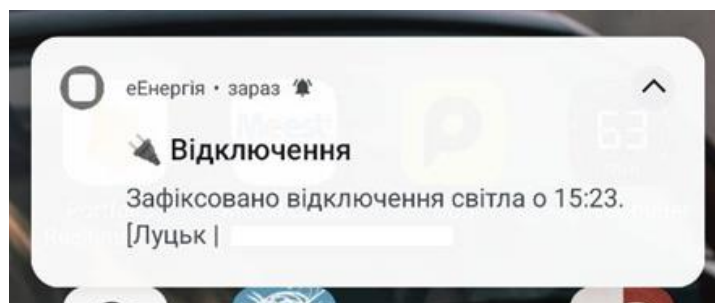 еЕнергія • зараз
Відключення
Зафіксовано відключення світла о 15:23.
[Луцьк |